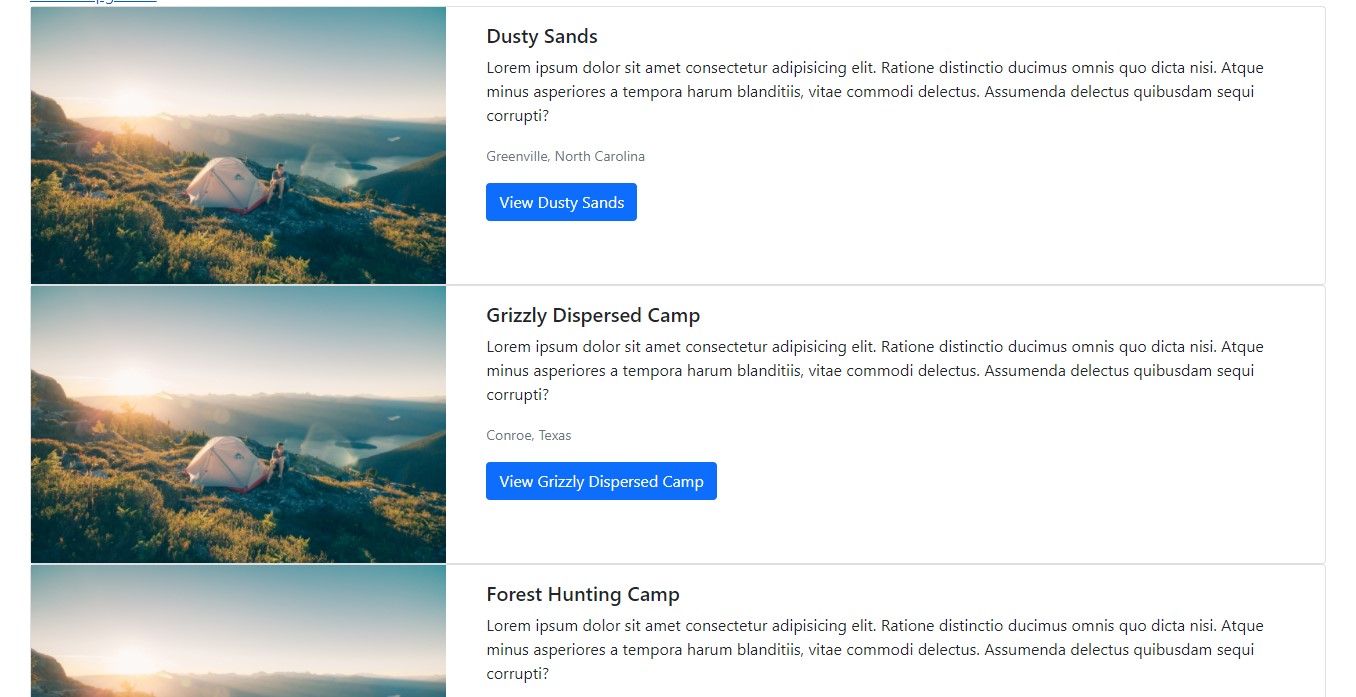 Dusty Sands
Lorem ipsum dolor sit amet consectetur adipisicing elit. Ratione distinctio ducimus omnis quo dicta nisi. Atque
minus asperiores a tempora harum blanditiis, vitae commodi delectus. Assumenda delectus quibusdam sequi
corrupti?
Greenville, North Carolina
View Dusty Sands
Grizzly Dispersed Camp
Lorem ipsum dolor sit amet consectetur adipisicing elit. Ratione distinctio ducimus omnis quo dicta nisi. Atque
minus asperiores a tempora harum blanditiis, vitae commodi delectus. Assumenda delectus quibusdam sequi
corrupti?
Conroe, Texas
View Grizzly Dispersed Camp
Forest Hunting Camp
Lorem ipsum dolor sit amet consectetur adipisicing elit. Ratione distinctio ducimus omnis quo dicta nisi. Atque
minus asperiores a tempora harum blanditiis, vitae commodi delectus. Assumenda delectus quibusdam sequi
corrupti?